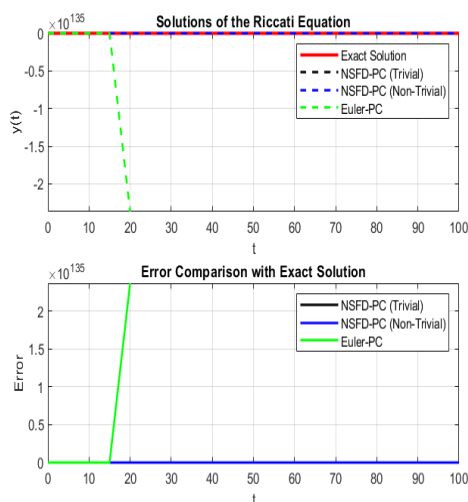 ×10^135
Solutions of the Riccati Equation
0
-0.5
-1
-1.5
-2
y(t)
Exact Solution
NSFD-PC (Trivial)
NSFD-PC (Non-Trivial)
Euler-PC
0 10 20 30 40 50 60 70 80 90 100
t
×10^135
Error Comparison with Exact Solution
2
1.5
1
0.5
0
Error
NSFD-PC (Trivial)
NSFD-PC (Non-Trivial)
Euler-PC
0 10 20 30 40 50 60 70 80 90 100
t